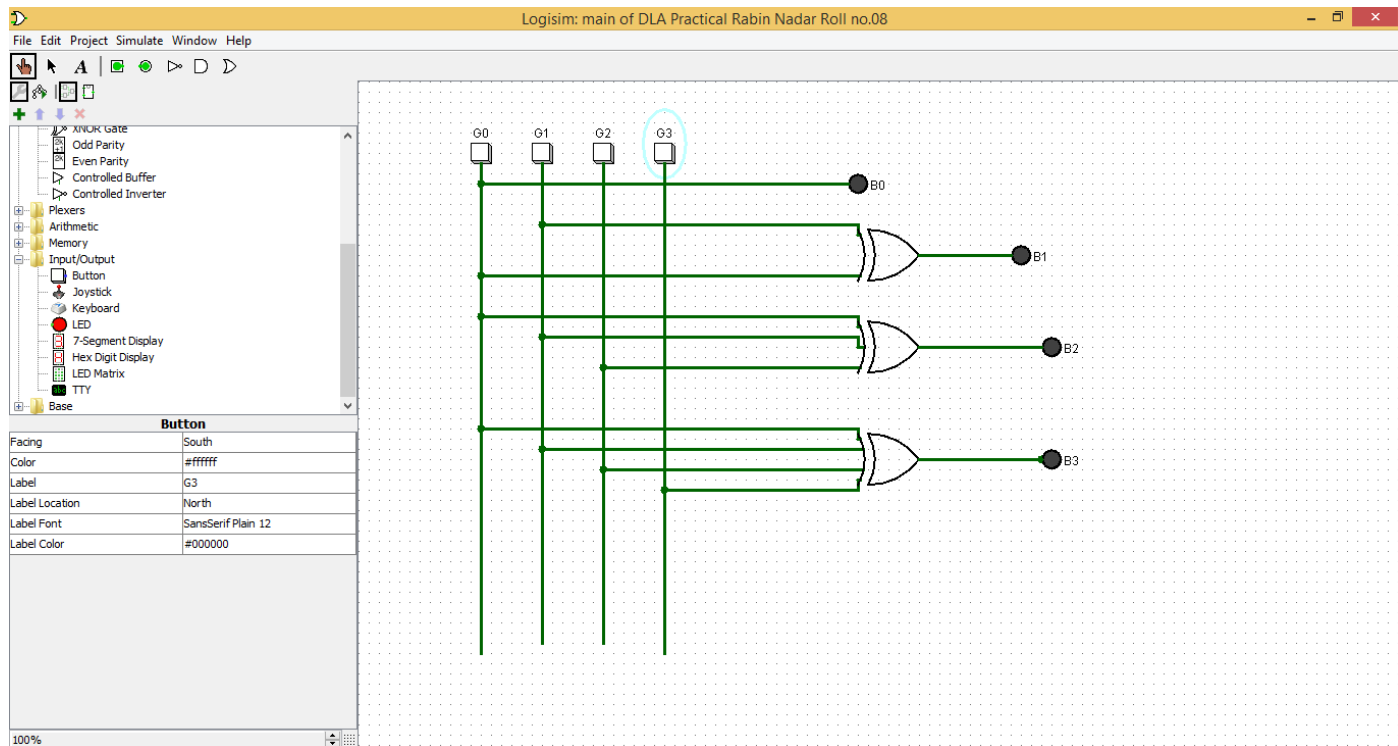 Logisim: main of DLA Practical Rabin Nadar Roll no.08
File Edit Project Simulate Window Help
A
XNOR Gate
Odd Parity
Even Parity
Controlled Buffer
Controlled Inverter
Plexers
Arithmetic
Memory
Input/Output
Button
Joystick
Keyboard
LED
7-Segment Display
Hex Digit Display
LED Matrix
TTY
Base
Button
Facing South
Color #ffffff
Label G3
Label Location North
Label Font SansSerif Plain 12
Label Color #000000
100%
G0 G1 G2 G3
B0
B1
B2
B3